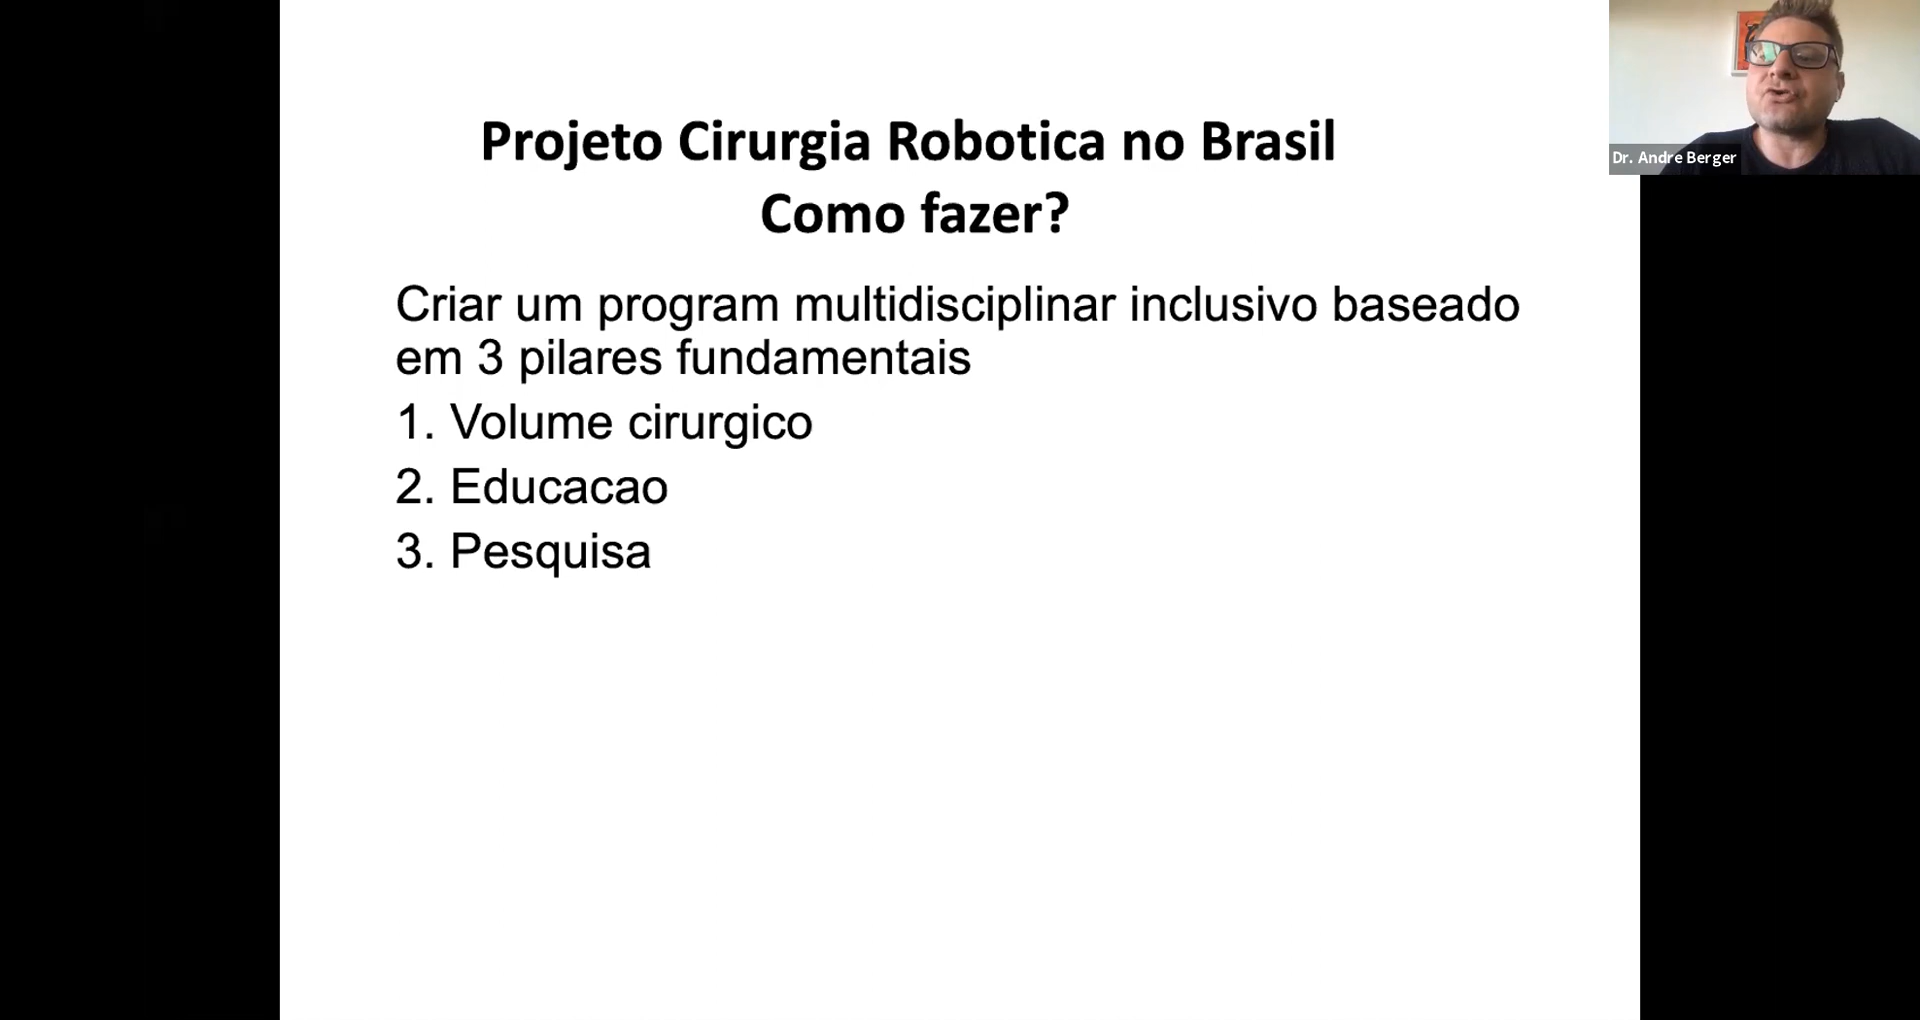 Projeto Cirurgia Robotica no Brasil
Como fazer?
Criar um program multidisciplinar inclusivo baseado
em 3 pilares fundamentais
1. Volume cirurgico
2. Educacao
3. Pesquisa
Dr. Andre Berger